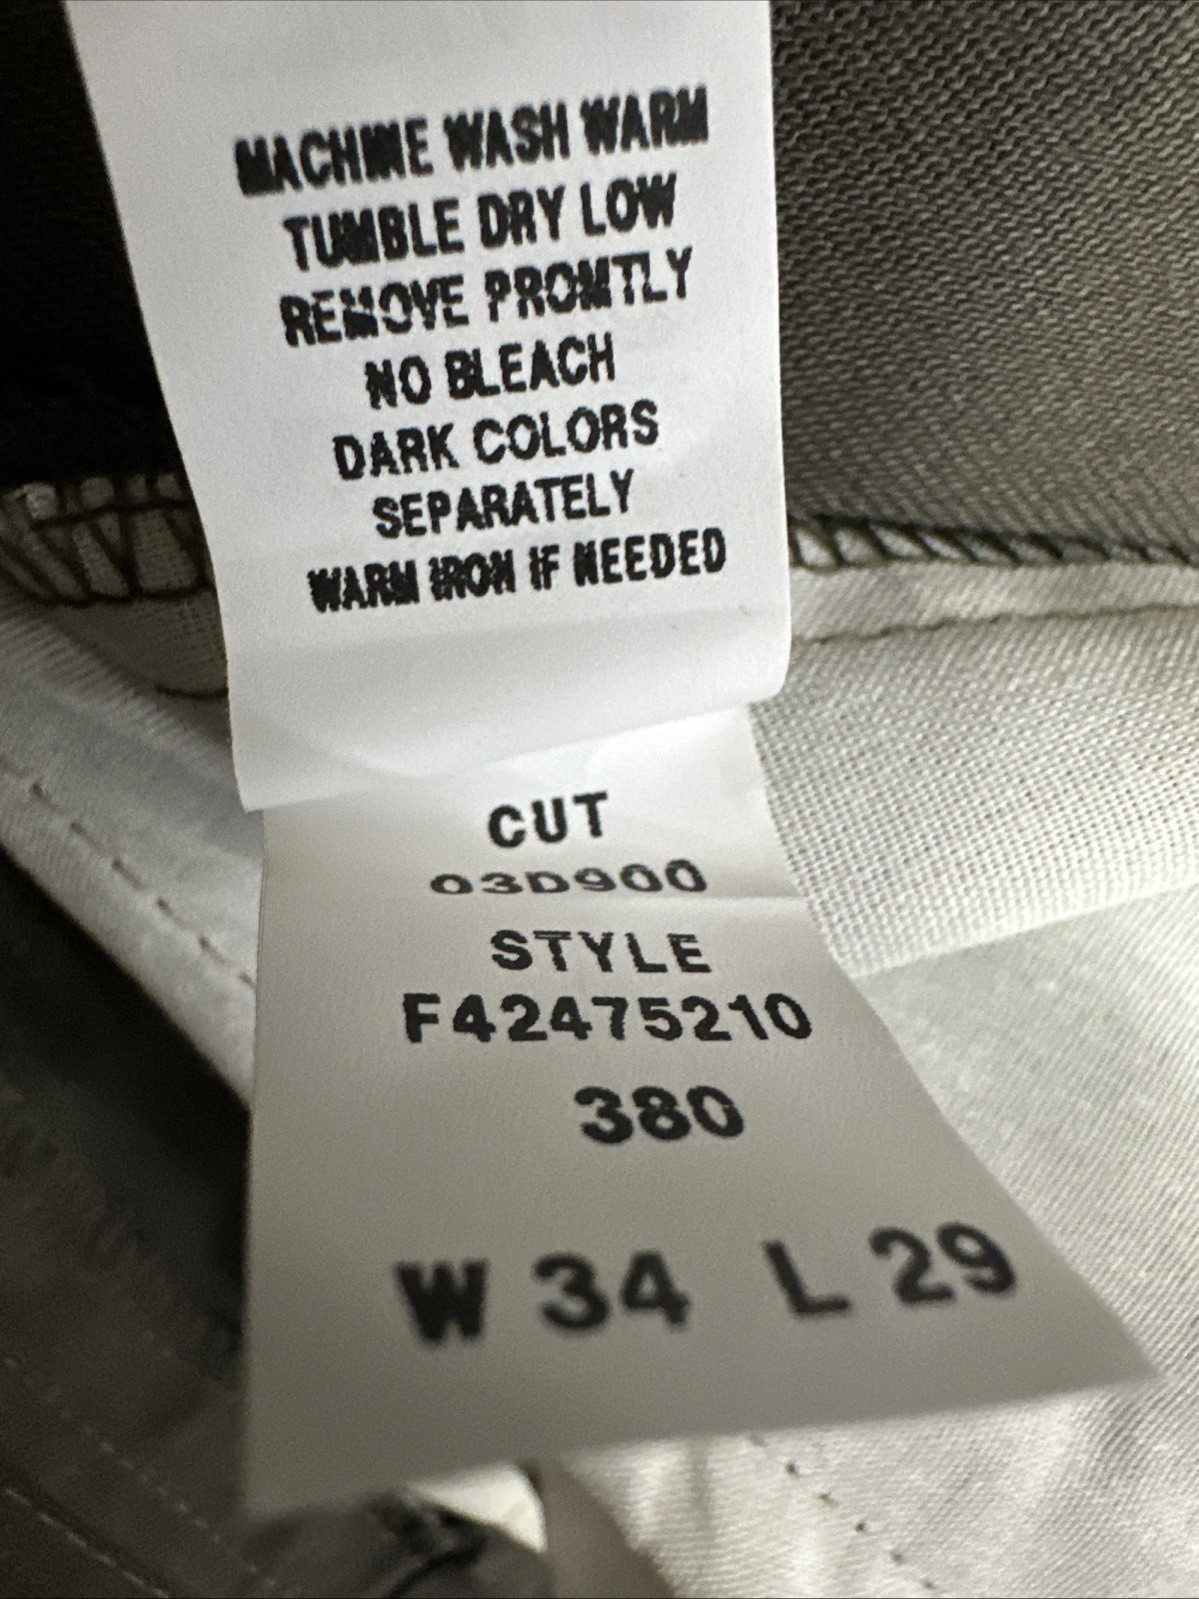 MACHINE WASH WARM
TUMBLE DRY LOW
REMOVE PROMTLY
NO BLEACH
DARK COLORS
SEPARATELY
WARM IRON IF NEEDED
CUT
03D900
STYLE
F42475210
380
W 34 L 29